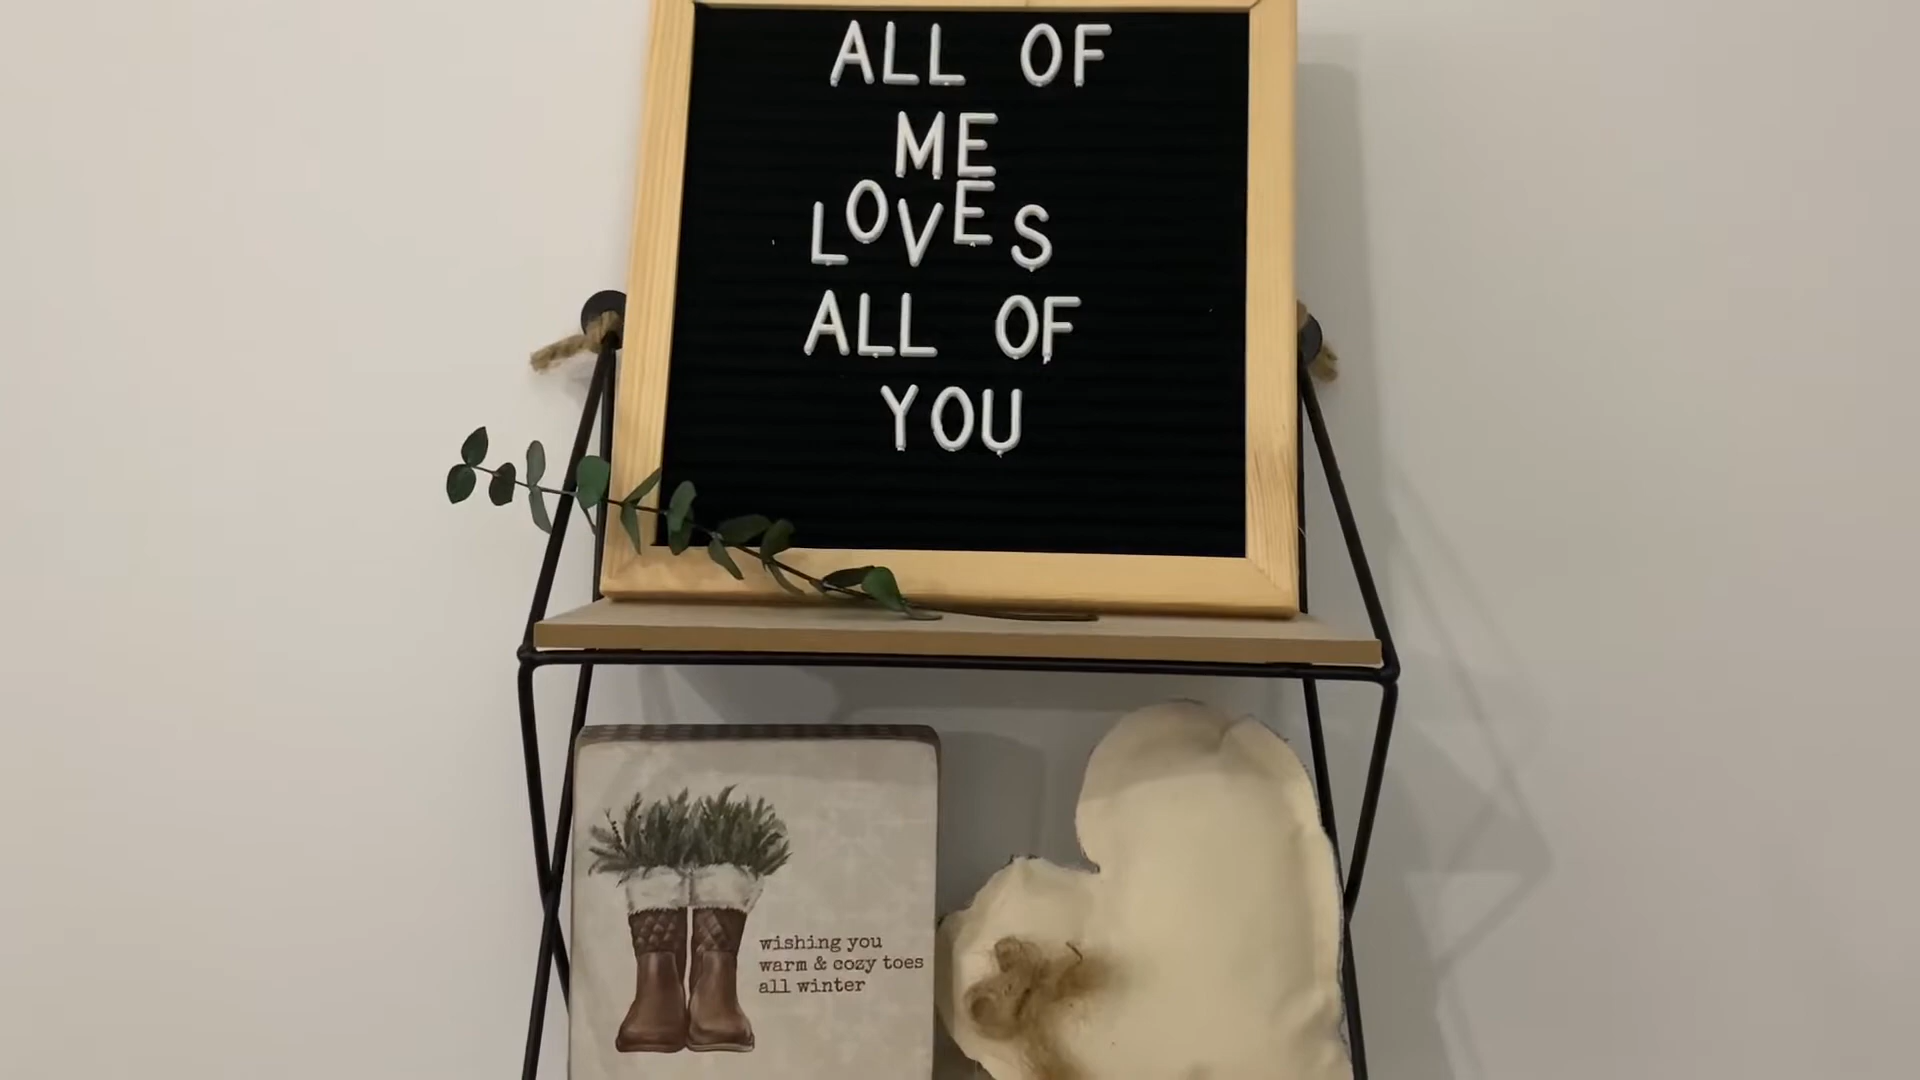 ALL OF
ME
LOVES
ALL OF
YOU
wishing you
warm & cozy toes
all winter